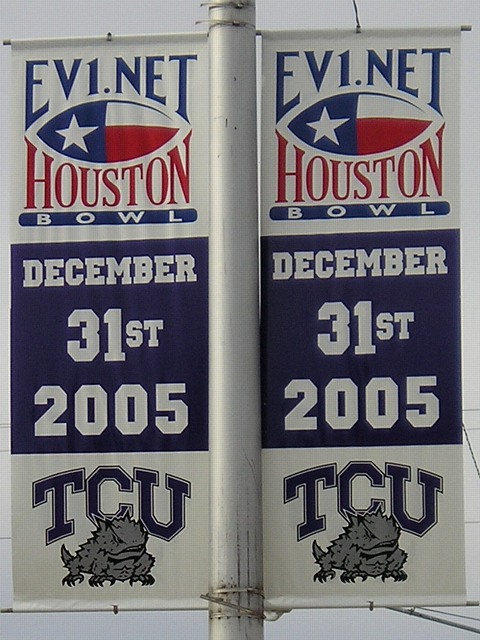 EV1.NET
HOUSTON
BOWL
DECEMBER
31ST
2005
TCU
EV1.NET
HOUSTON
BOWL
DECEMBER
31ST
2005
TCU